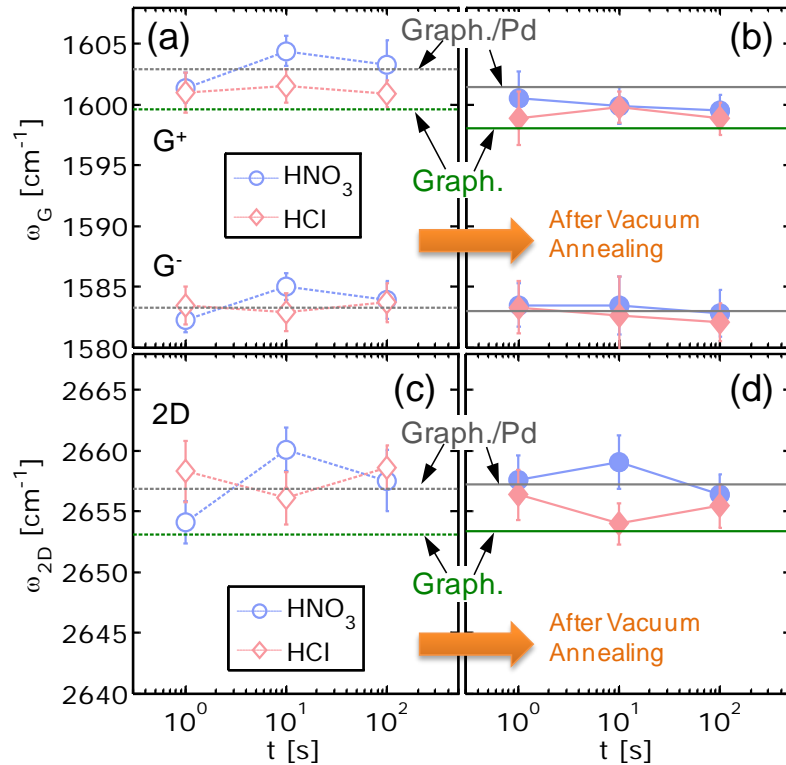 (a)
Graph./Pd
(b)
1605
1600
1595
1590
1585
1580
ω_G [cm⁻¹]
G⁺
HNO₃
HCl
Graph.
After Vacuum
Annealing
G⁻
(c)
(d)
2D
Graph./Pd
2665
2660
2655
2650
2645
2640
ω_2D [cm⁻¹]
Graph.
HNO₃
HCl
After Vacuum
Annealing
10⁰ 10¹ 10² 10⁰ 10¹ 10²
t [s] t [s]